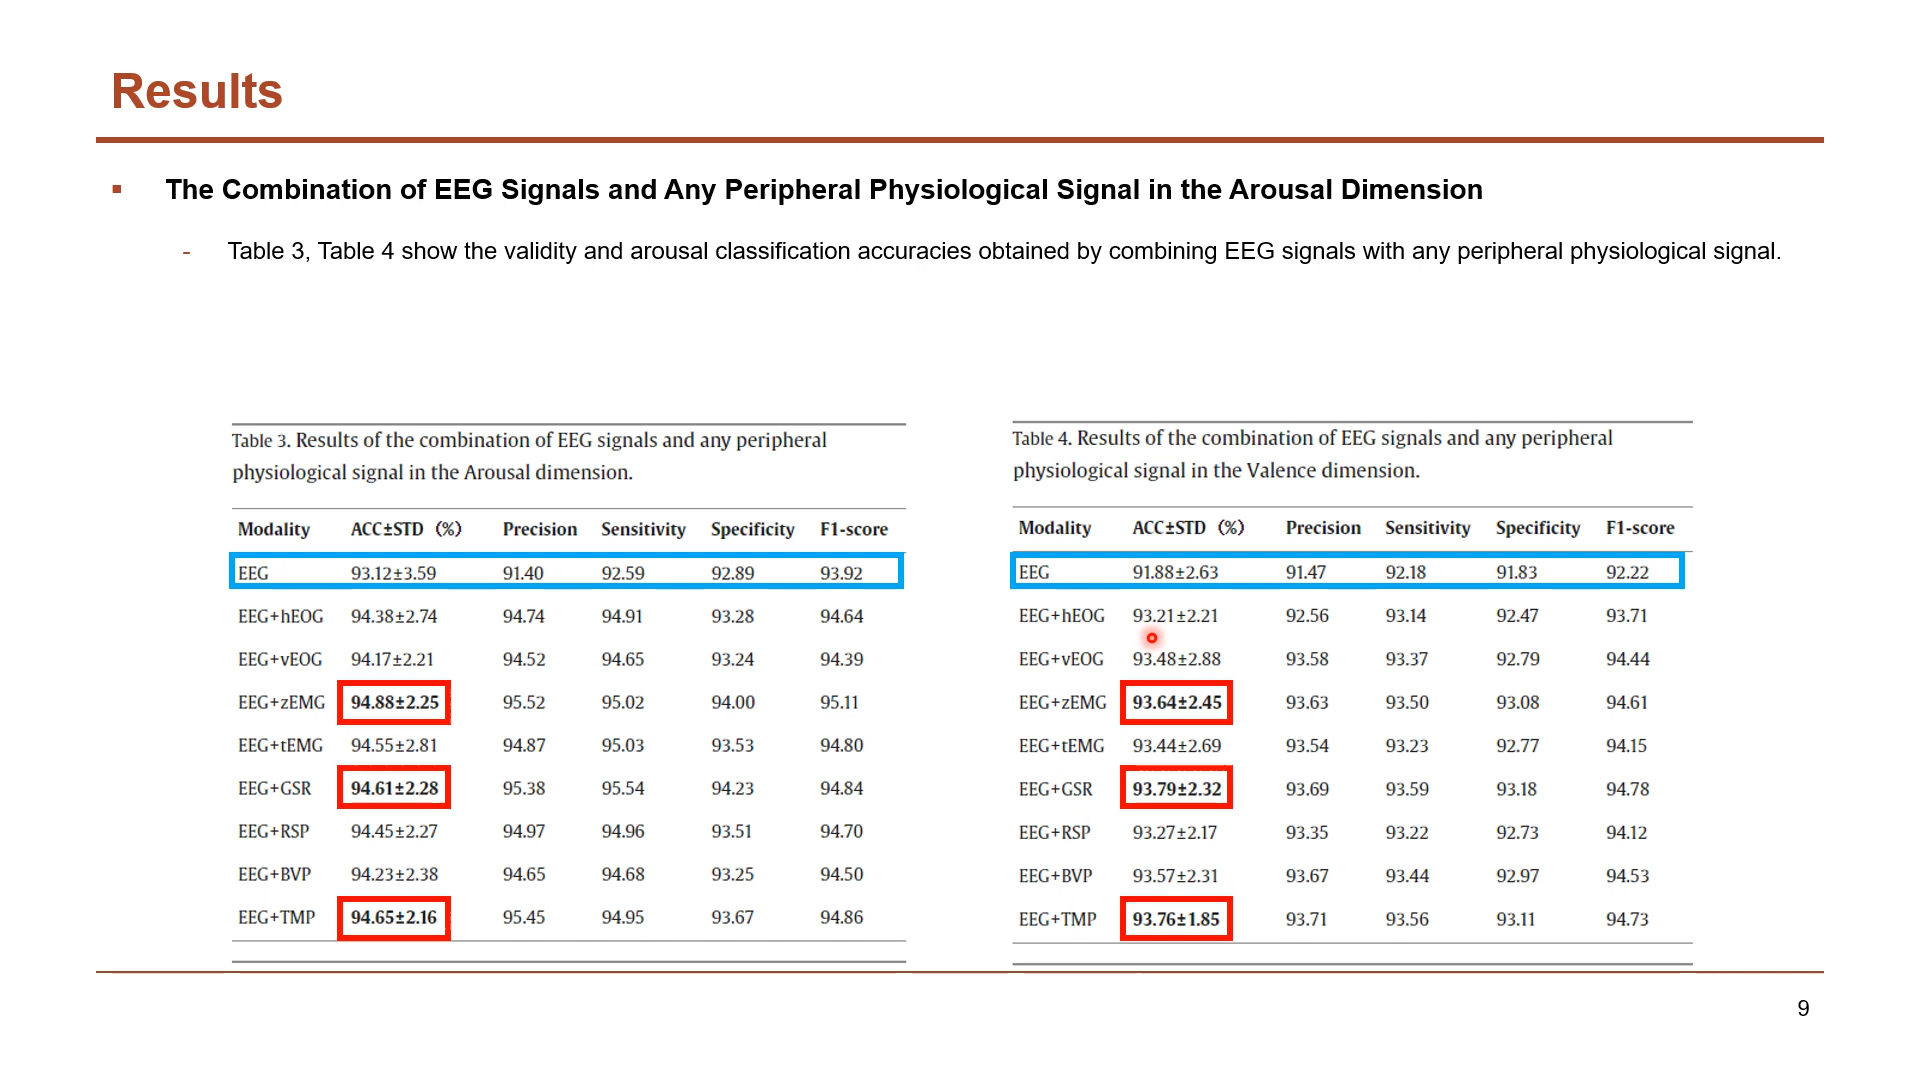 Results
▪ The Combination of EEG Signals and Any Peripheral Physiological Signal in the Arousal Dimension
- Table 3, Table 4 show the validity and arousal classification accuracies obtained by combining EEG signals with any peripheral physiological signal.
Table 3. Results of the combination of EEG signals and any peripheral
physiological signal in the Arousal dimension.
Modality ACC±STD (%) Precision Sensitivity Specificity F1-score
EEG 93.12±3.59 91.40 92.59 92.89 93.92
EEG+hEOG 94.38±2.74 94.74 94.91 93.28 94.64
EEG+vEOG 94.17±2.21 94.52 94.65 93.24 94.39
EEG+zEMG 94.88±2.25 95.52 95.02 94.00 95.11
EEG+tEMG 94.55±2.81 94.87 95.03 93.53 94.80
EEG+GSR 94.61±2.28 95.38 95.54 94.23 94.84
EEG+RSP 94.45±2.27 94.97 94.96 93.51 94.70
EEG+BVP 94.23±2.38 94.65 94.68 93.25 94.50
EEG+TMP 94.65±2.16 95.45 94.95 93.67 94.86
Table 4. Results of the combination of EEG signals and any peripheral
physiological signal in the Valence dimension.
Modality ACC±STD (%) Precision Sensitivity Specificity F1-score
EEG 91.88±2.63 91.47 92.18 91.83 92.22
EEG+hEOG 93.21±2.21 92.56 93.14 92.47 93.71
EEG+vEOG 93.48±2.88 93.58 93.37 92.79 94.44
EEG+zEMG 93.64±2.45 93.63 93.50 93.08 94.61
EEG+tEMG 93.44±2.69 93.54 93.23 92.77 94.15
EEG+GSR 93.79±2.32 93.69 93.59 93.18 94.78
EEG+RSP 93.27±2.17 93.35 93.22 92.73 94.12
EEG+BVP 93.57±2.31 93.67 93.44 92.97 94.53
EEG+TMP 93.76±1.85 93.71 93.56 93.11 94.73
9